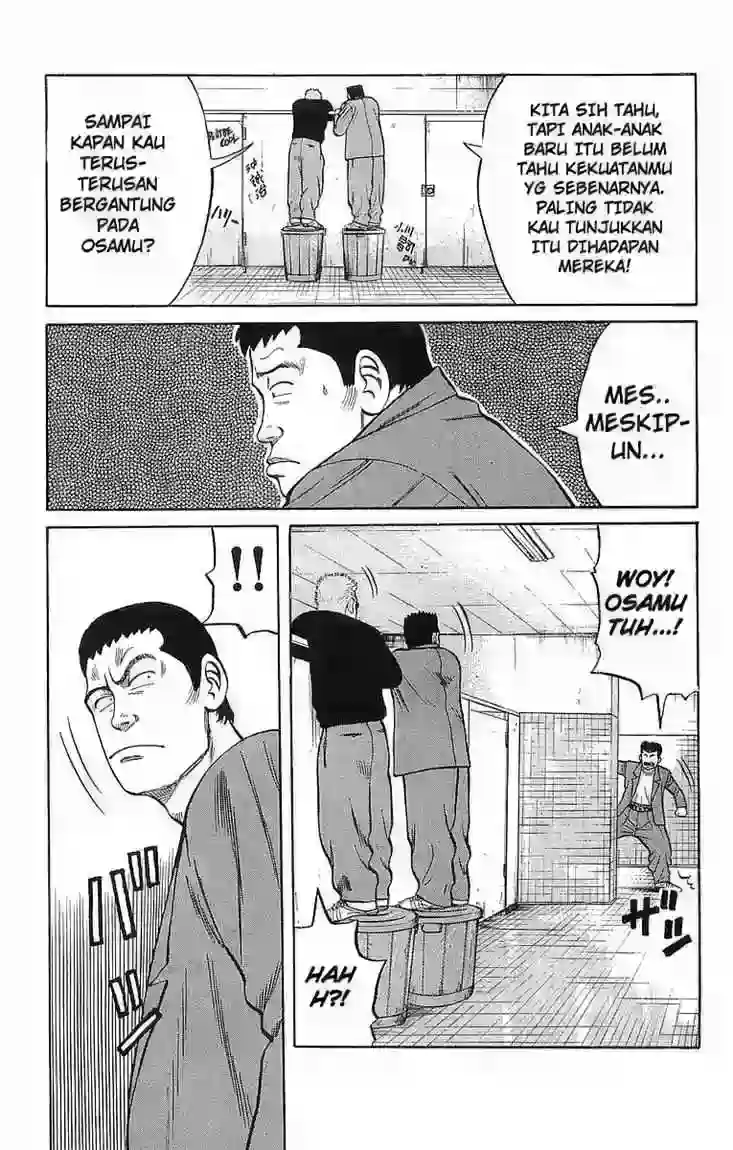 KITA SIH TAHU,
TAPI ANAK-ANAK
BARU ITU BELUM
TAHU KEKUATANMU
YG SEBENARNYA.
PALING TIDAK
KAU TUNJUKKAN
ITU DIHADAPAN
MEREKA!
SAMPAI
KAPAN KAU
TERUS-
TERUSAN
BERGANTUNG
PADA
OSAMU?
MES..
MESKIP-
UN...
WOY!
OSAMU
TUH...!
HAH
H?!
!!